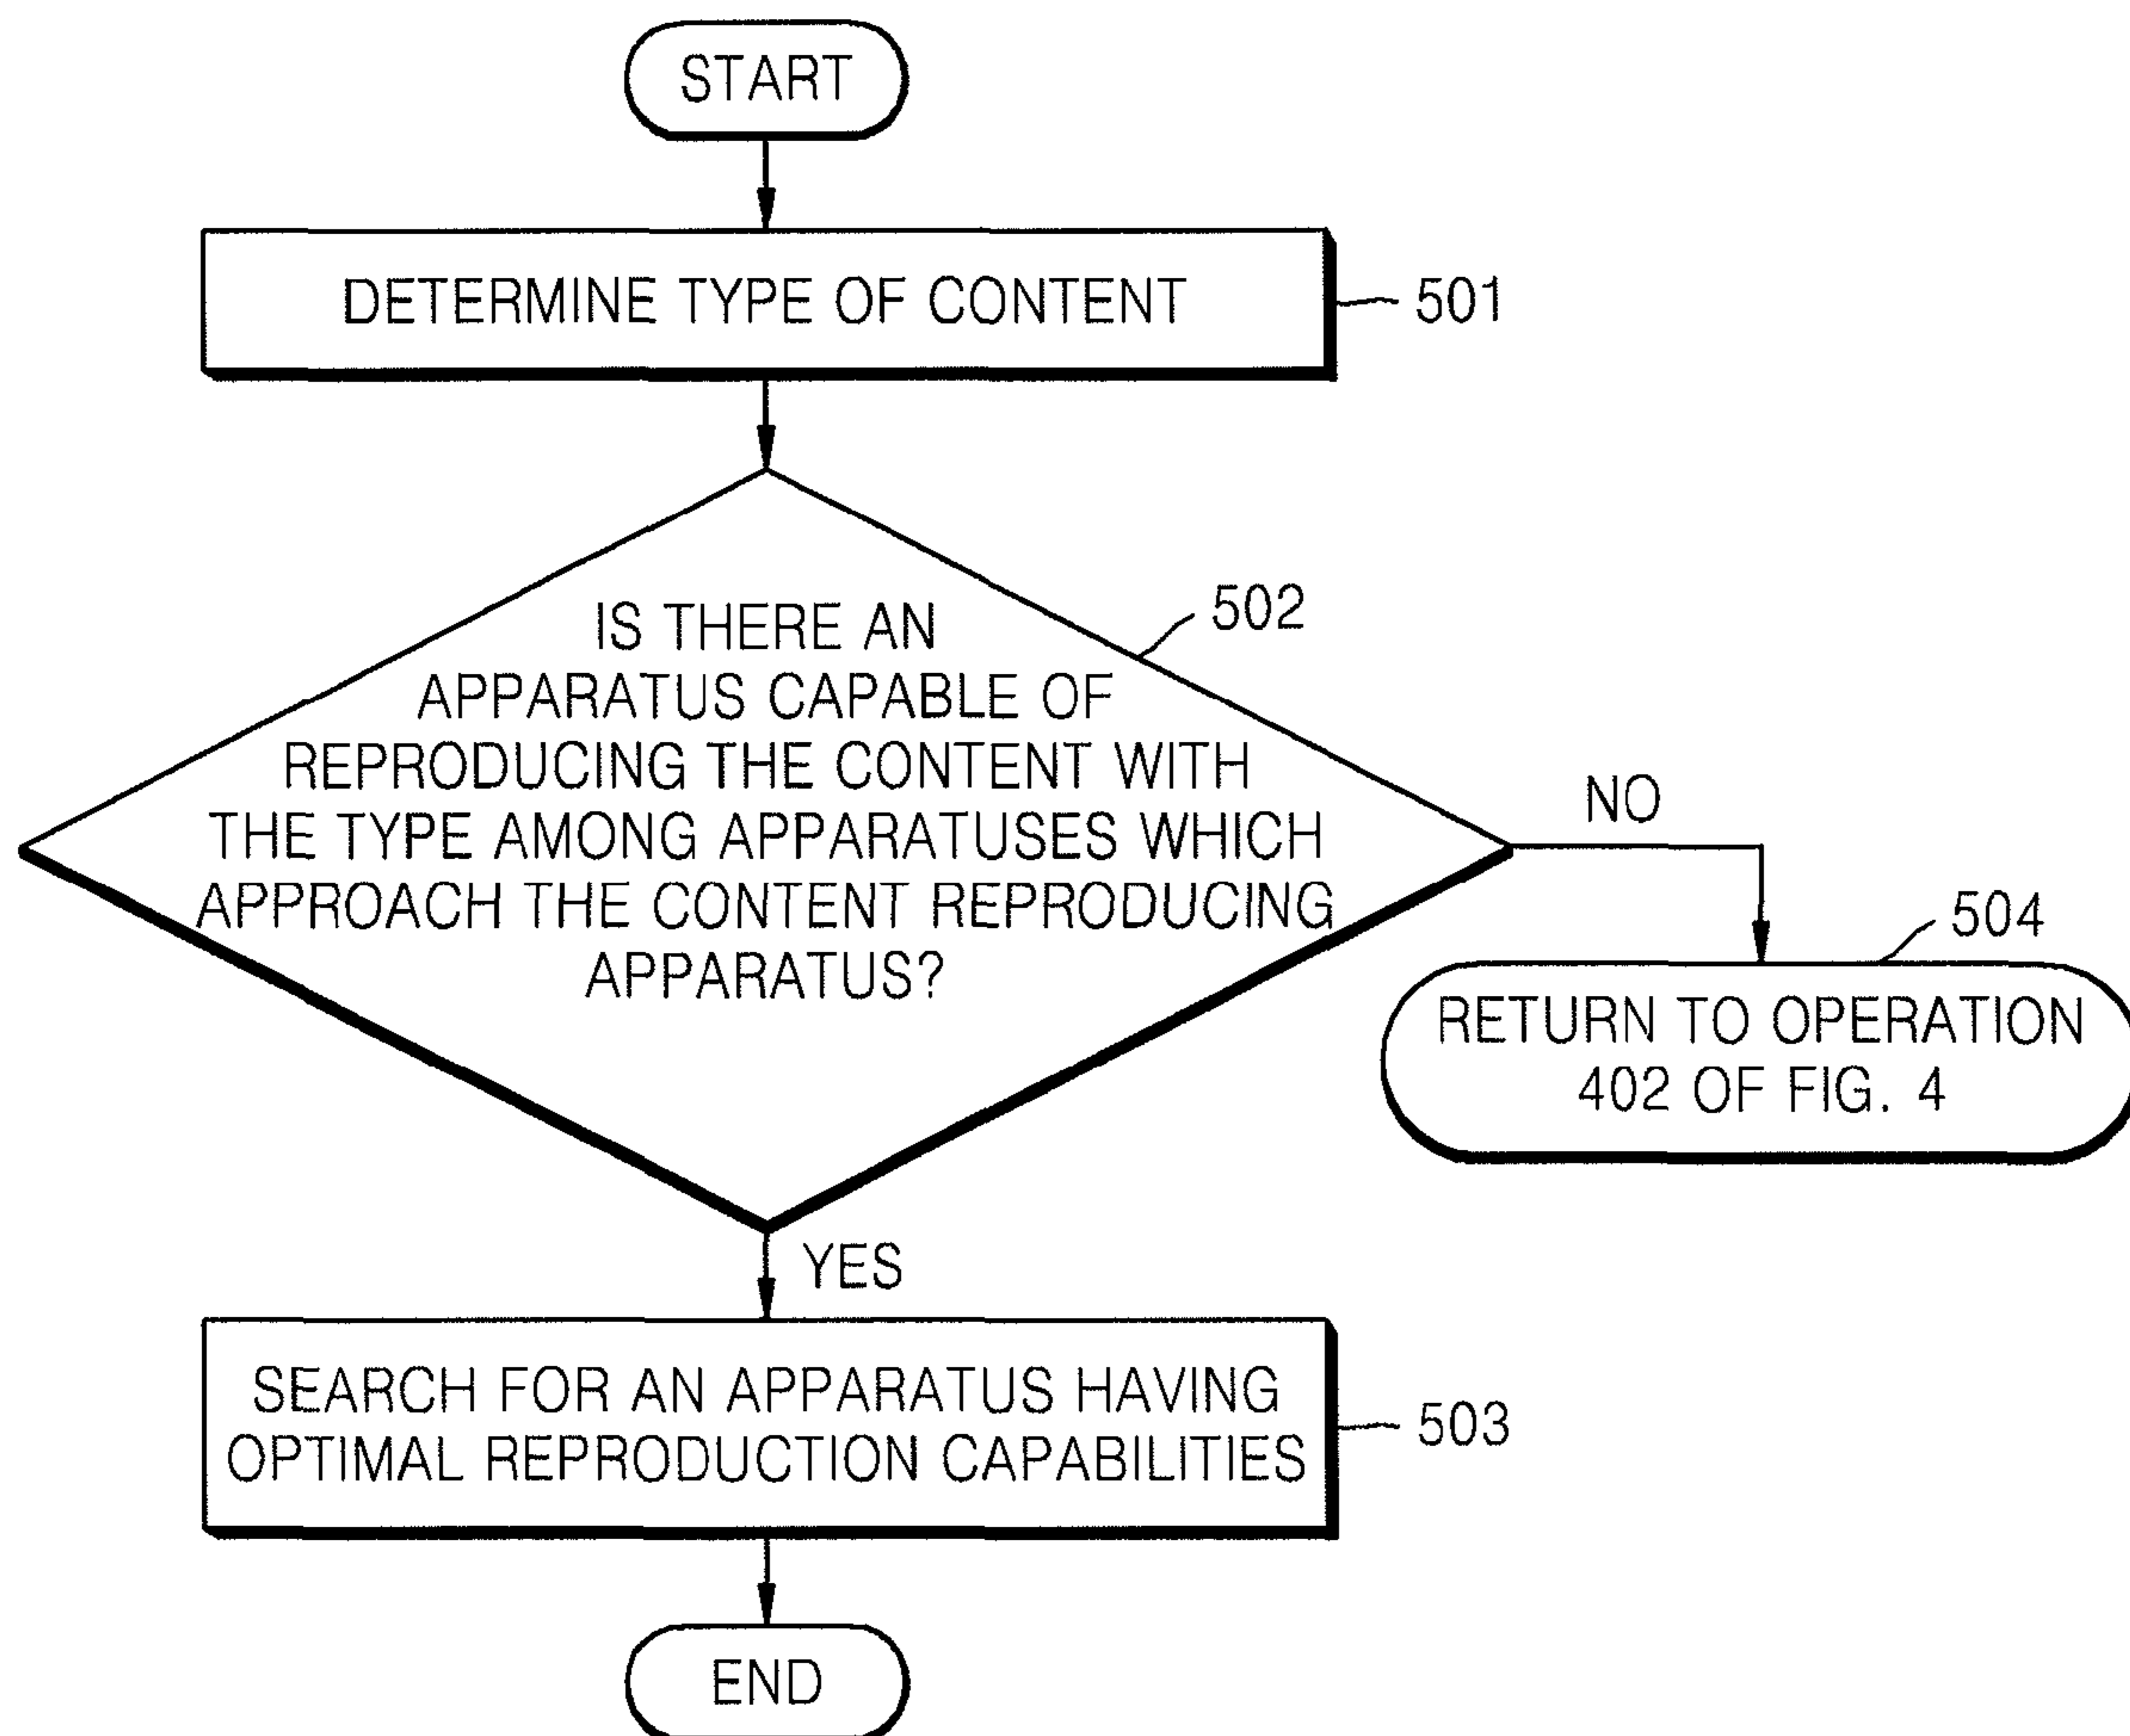 START
DETERMINE TYPE OF CONTENT
501
IS THERE AN
APPARATUS CAPABLE OF
REPRODUCING THE CONTENT WITH
THE TYPE AMONG APPARATUSES WHICH
APPROACH THE CONTENT REPRODUCING
APPARATUS?
502
NO
504
RETURN TO OPERATION
402 OF FIG. 4
YES
SEARCH FOR AN APPARATUS HAVING
OPTIMAL REPRODUCTION CAPABILITIES
503
END